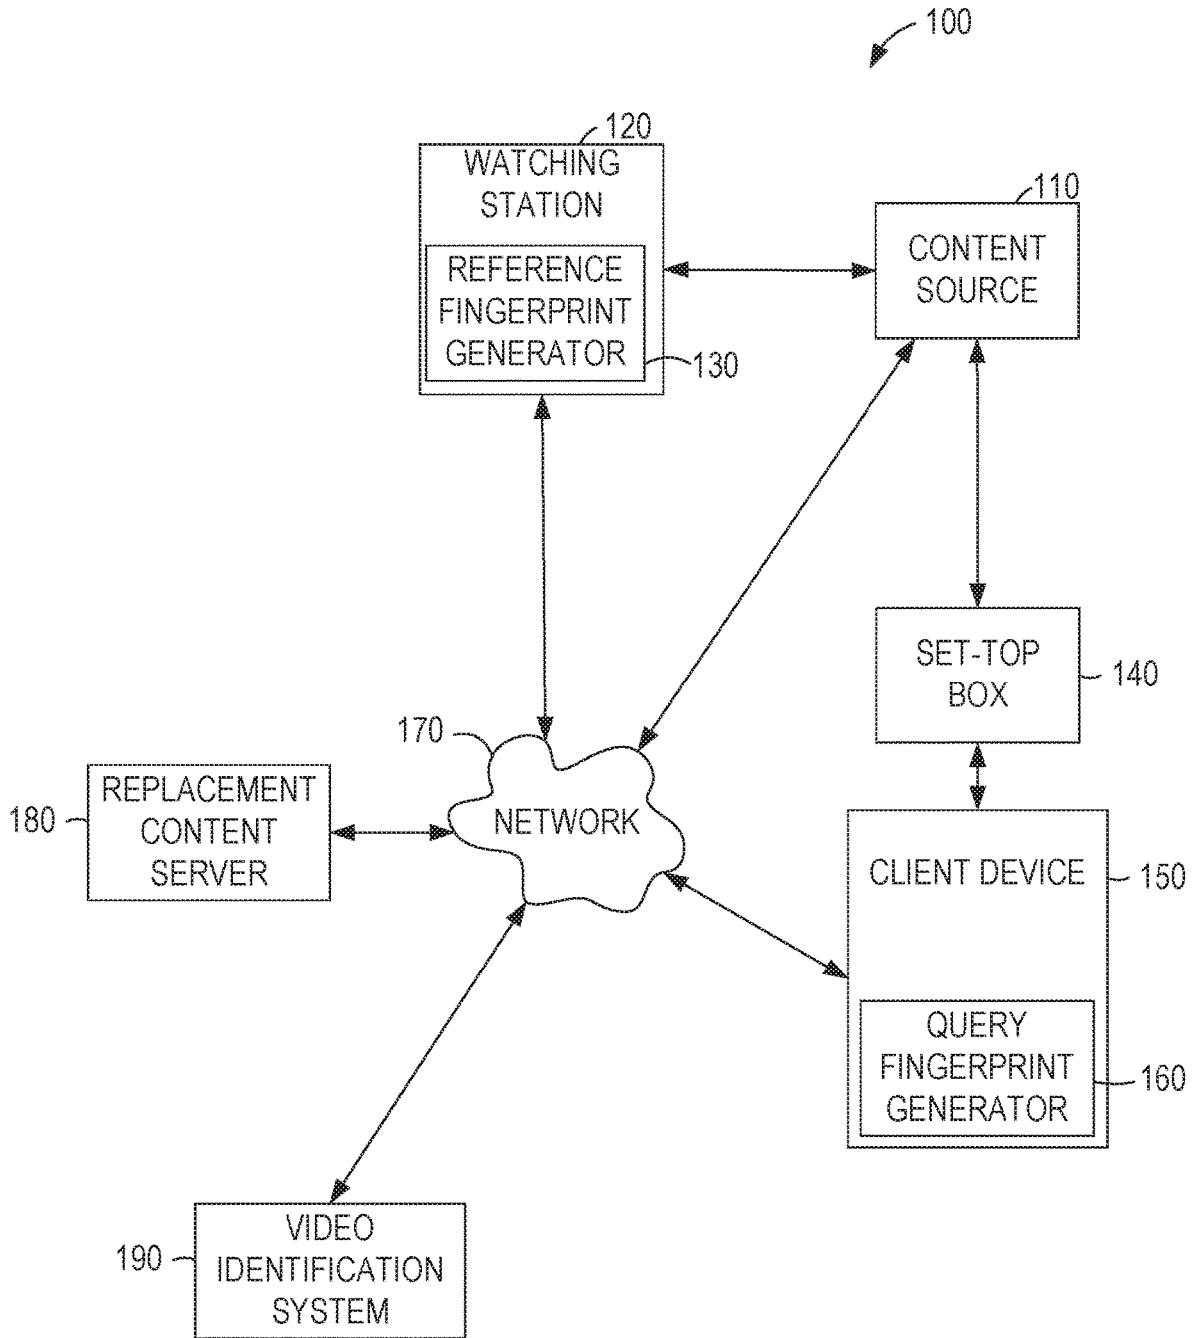 100
120
WATCHING
STATION
REFERENCE
FINGERPRINT
GENERATOR
130
110
CONTENT
SOURCE
SET-TOP
BOX
140
170
NETWORK
180
REPLACEMENT
CONTENT
SERVER
CLIENT DEVICE
150
QUERY
FINGERPRINT
GENERATOR
160
190
VIDEO
IDENTIFICATION
SYSTEM